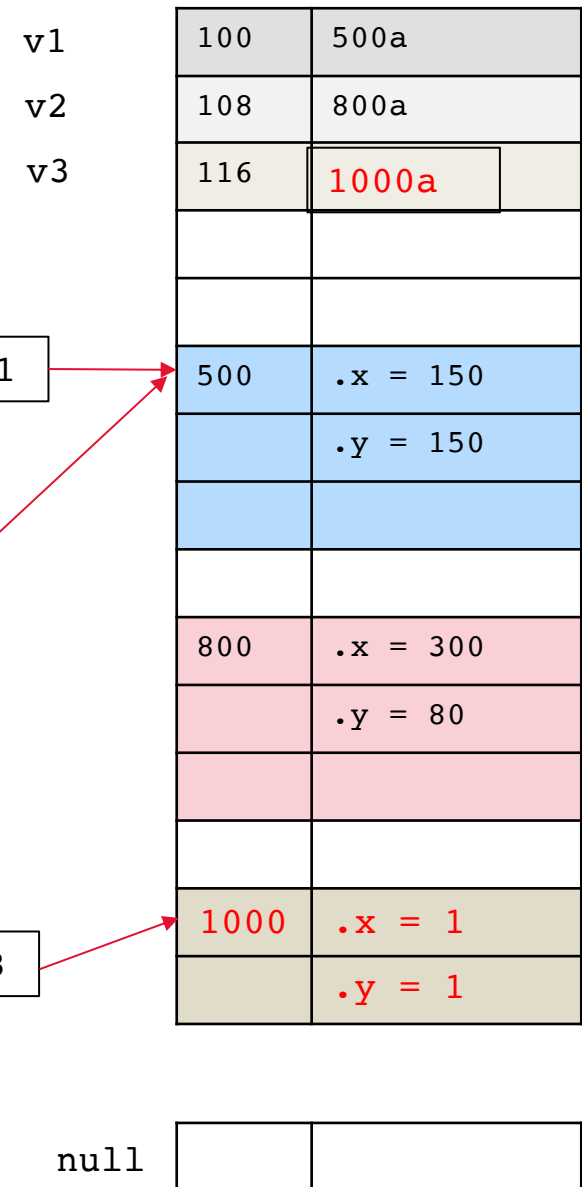 v1 100 500a
v2 108 800a
v3 116 1000a
1 500 .x = 150
.y = 150
800 .x = 300
.y = 80
1000 .x = 1
3 .y = 1
null